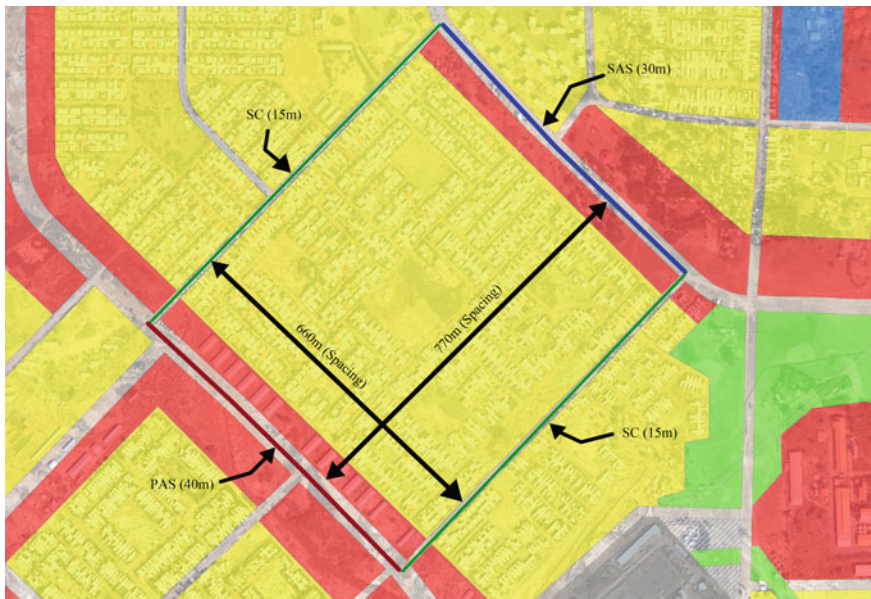 SAS (30m)
SC (15m)
660m (Spacing)
770m (Spacing)
SC (15m)
PAS (40m)